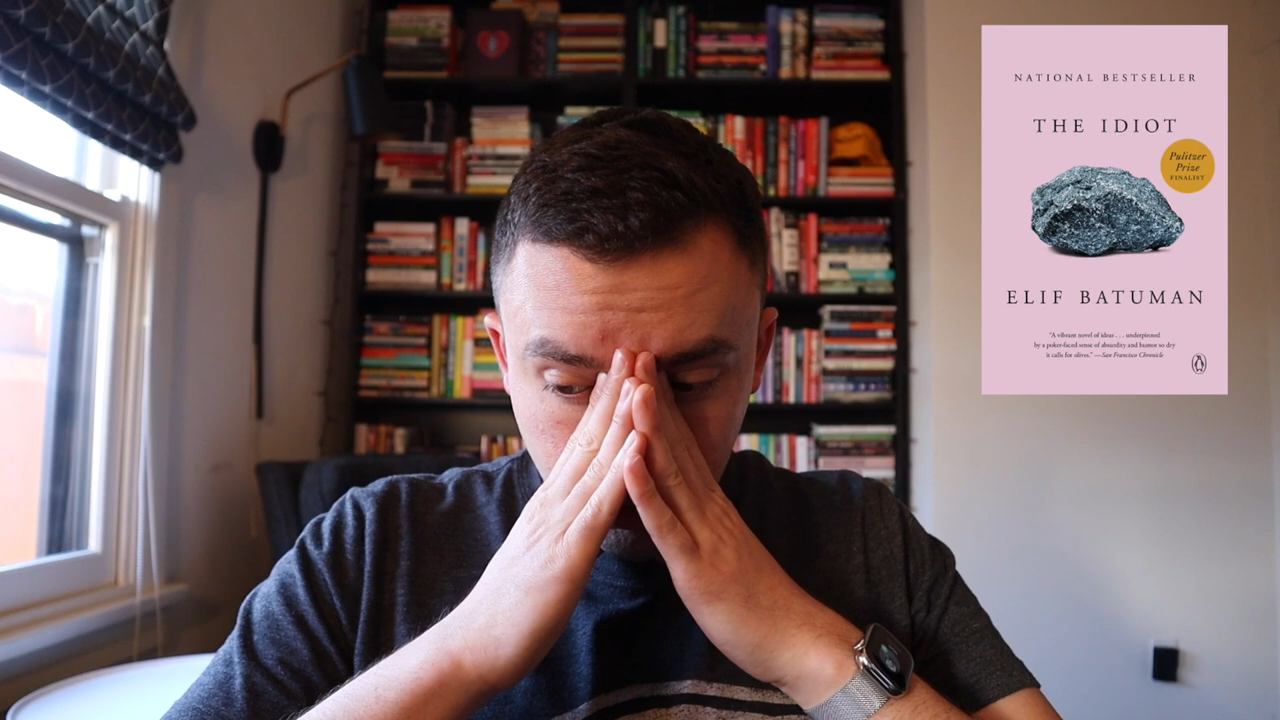 NATIONAL BESTSELLER
THE IDIOT
Pulitzer
Prize
FINALIST
ELIF BATUMAN
"A vibrant novel of ideas . . . underpinned
by a poker-faced sense of absurdity and humor so dry
it calls for olives." —San Francisco Chronicle